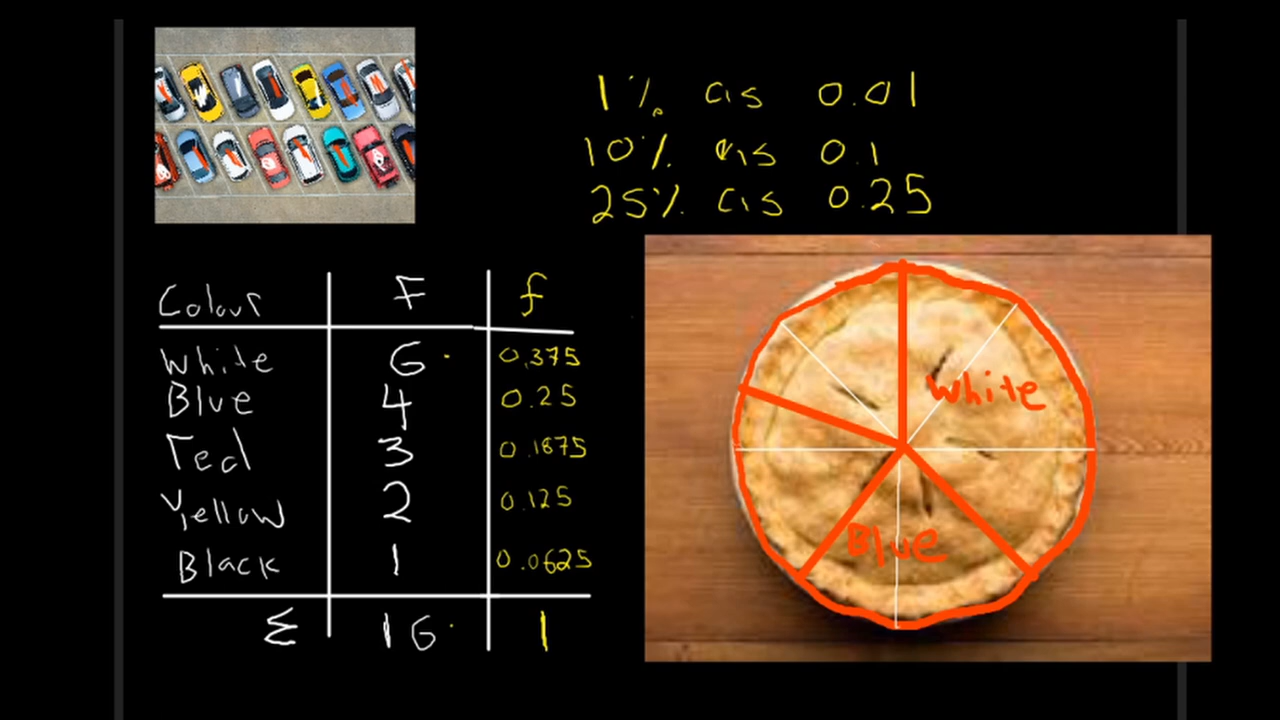 1% as 0.01
10% as 0.1
25% as 0.25
Colour F f
White 6 0.375
Blue 4 0.25
red 3 0.1875
Yellow 2 0.125
Black 1 0.0625
Σ 16 1
White
Blue